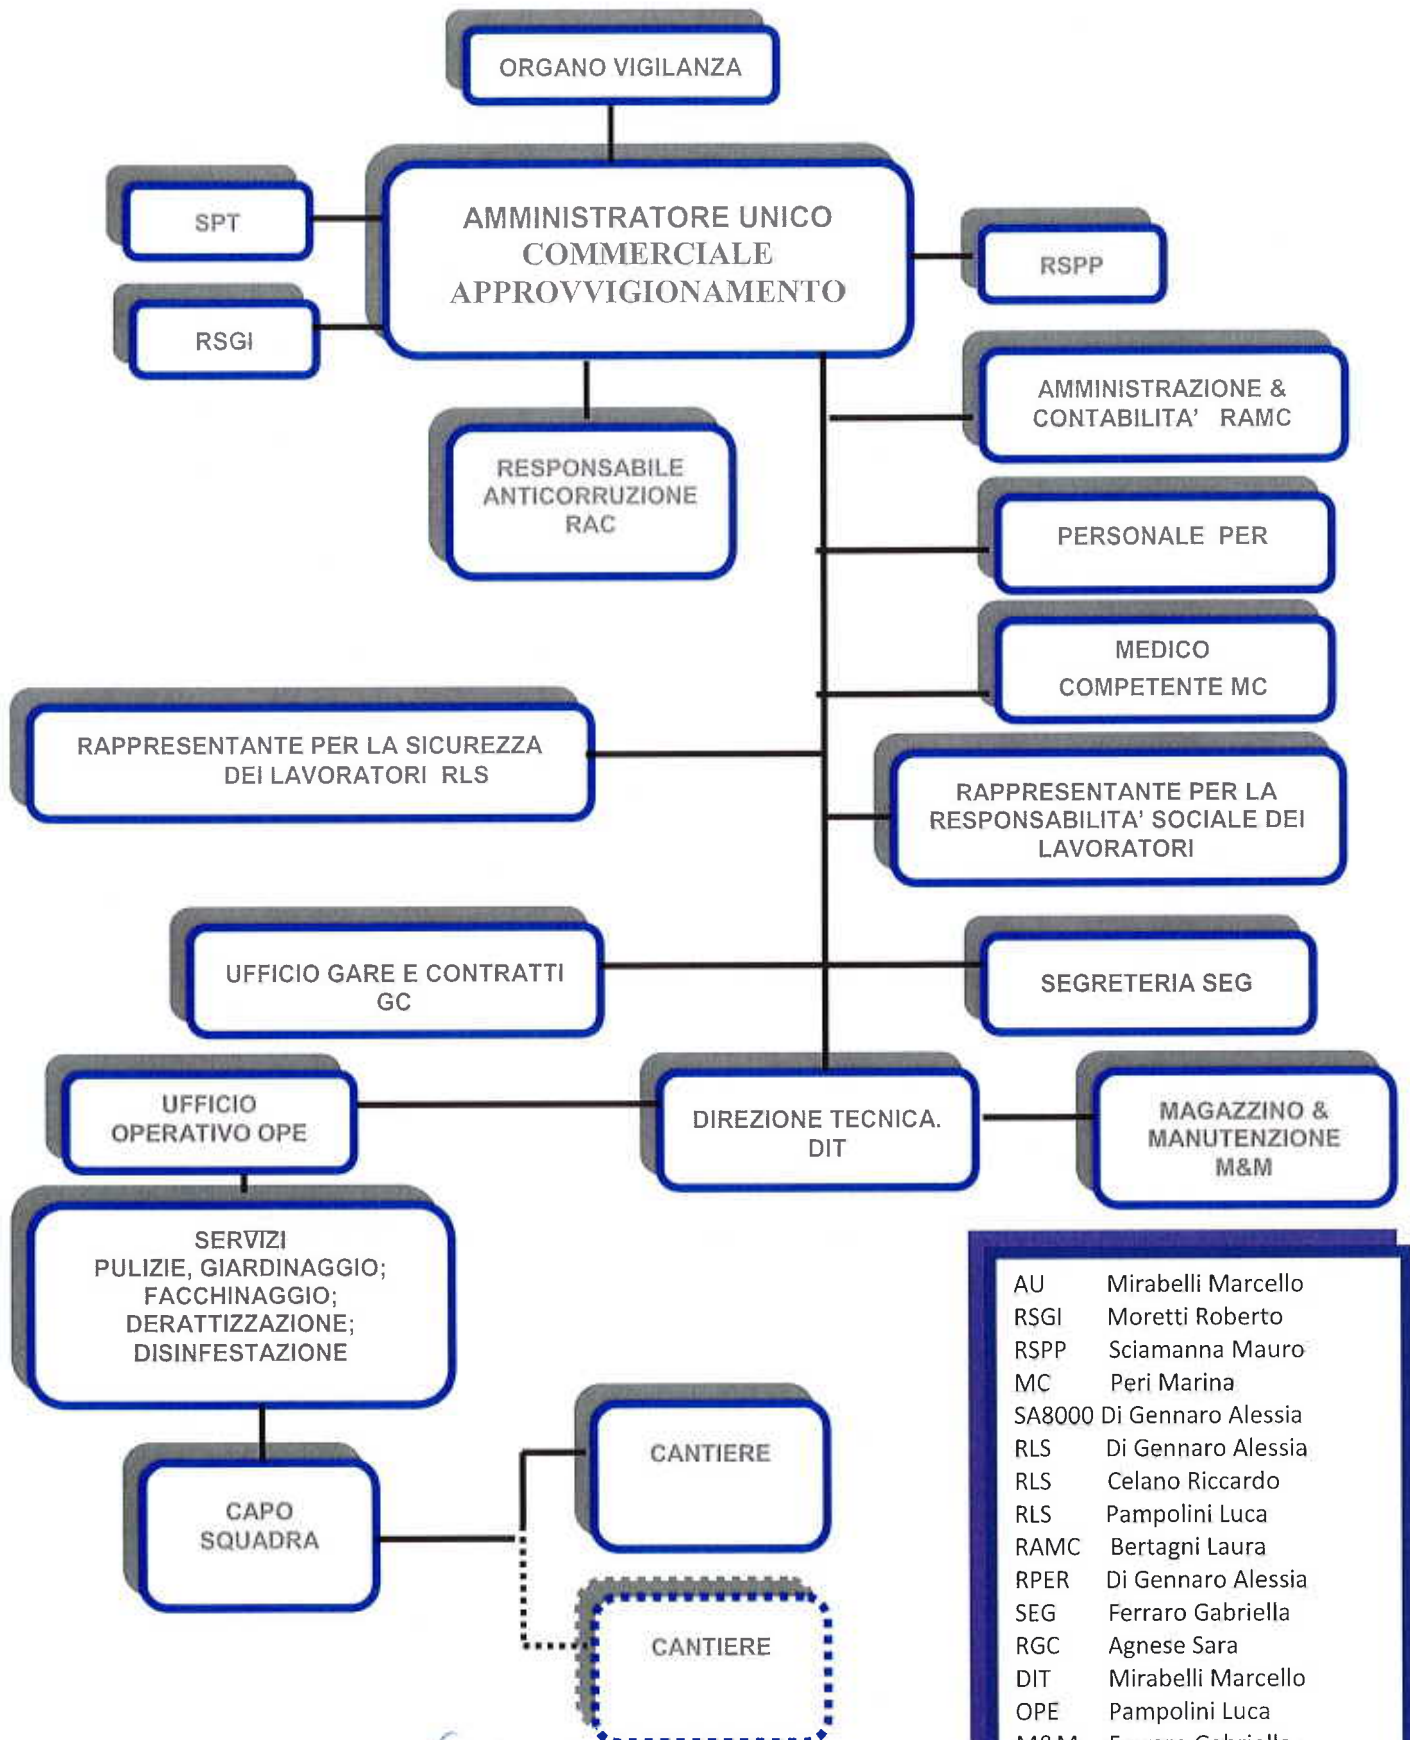 ORGANO VIGILANZA
SPT
AMMINISTRATORE UNICO
COMMERCIALE
APPROVVIGIONAMENTO
RSPP
RSGI
AMMINISTRAZIONE &
CONTABILITA' RAMC
RESPONSABILE
ANTICORRUZIONE
RAC
PERSONALE PER
MEDICO
COMPETENTE MC
RAPPRESENTANTE PER LA SICUREZZA
DEI LAVORATORI RLS
RAPPRESENTANTE PER LA
RESPONSABILITA' SOCIALE DEI
LAVORATORI
UFFICIO GARE E CONTRATTI
GC
SEGRETERIA SEG
UFFICIO
OPERATIVO OPE
DIREZIONE TECNICA.
DIT
MAGAZZINO &
MANUTENZIONE
M&M
SERVIZI
PULIZIE, GIARDINAGGIO;
FACCHINAGGIO;
DERATTIZZAZIONE;
DISINFESTAZIONE
CAPO
SQUADRA
CANTIERE
CANTIERE
AU Mirabelli Marcello
RSGI Moretti Roberto
RSPP Sciamanna Mauro
MC Peri Marina
SA8000 Di Gennaro Alessia
RLS Di Gennaro Alessia
RLS Celano Riccardo
RLS Pampolini Luca
RAMC Bertagni Laura
RPER Di Gennaro Alessia
SEG Ferraro Gabriella
RGC Agnese Sara
DIT Mirabelli Marcello
OPE Pampolini Luca
M&M Ferraro Gabriella